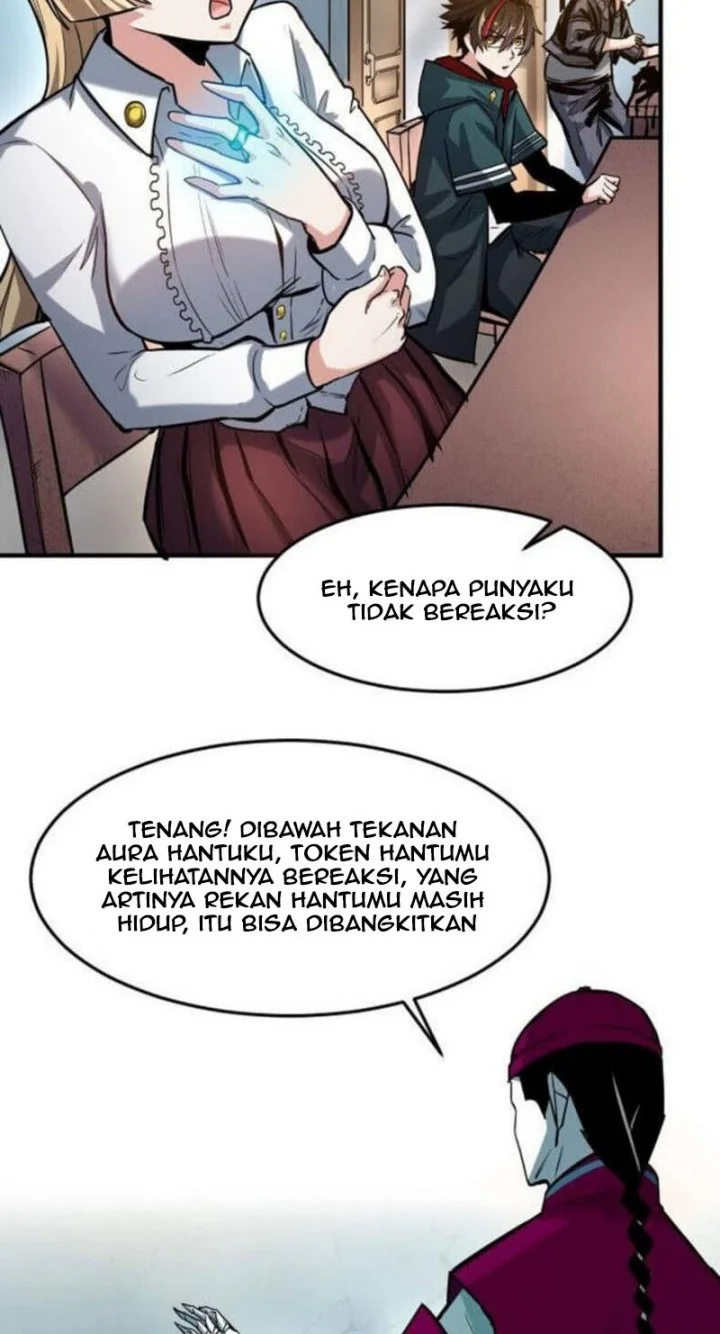 EH, KENAPA PUNYAKU
TIDAK BEREAKSI?
TENANG! DIBAWAH TEKANAN
AURA HANTUKU, TOKEN HANTUMU
KELIHATANNYA BEREAKSI, YANG
ARTINYA REKAN HANTUMU MASIH
HIDUP, ITU BISA DIBANGKITKAN